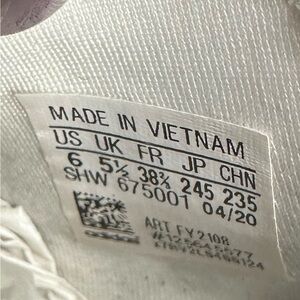 MADE IN VIETNAM
US UK FR JP CHN
6 5½ 38⅔ 245 235
SHW 675001 04/20
ART FY2108